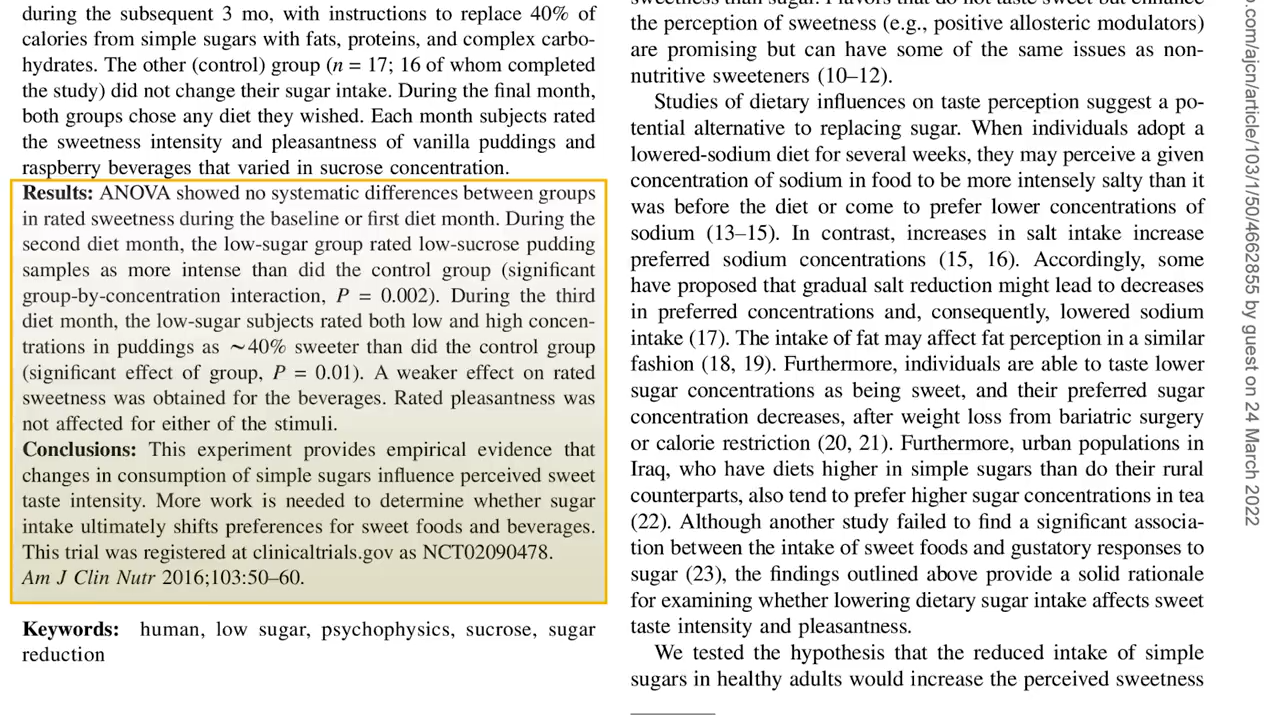 during the subsequent 3 mo, with instructions to replace 40% of
calories from simple sugars with fats, proteins, and complex carbo-
hydrates. The other (control) group (n = 17; 16 of whom completed
the study) did not change their sugar intake. During the final month,
both groups chose any diet they wished. Each month subjects rated
the sweetness intensity and pleasantness of vanilla puddings and
raspberry beverages that varied in sucrose concentration.
Results: ANOVA showed no systematic differences between groups
in rated sweetness during the baseline or first diet month. During the
second diet month, the low-sugar group rated low-sucrose pudding
samples as more intense than did the control group (significant
group-by-concentration interaction, P = 0.002). During the third
diet month, the low-sugar subjects rated both low and high concen-
trations in puddings as ~40% sweeter than did the control group
(significant effect of group, P = 0.01). A weaker effect on rated
sweetness was obtained for the beverages. Rated pleasantness was
not affected for either of the stimuli.
Conclusions: This experiment provides empirical evidence that
changes in consumption of simple sugars influence perceived sweet
taste intensity. More work is needed to determine whether sugar
intake ultimately shifts preferences for sweet foods and beverages.
This trial was registered at clinicaltrials.gov as NCT02090478.
Am J Clin Nutr 2016;103:50–60.
Keywords: human, low sugar, psychophysics, sucrose, sugar
reduction
sweetness than sugar. Flavors that do not taste sweet but enhance
the perception of sweetness (e.g., positive allosteric modulators)
are promising but can have some of the same issues as non-
nutritive sweeteners (10–12).
Studies of dietary influences on taste perception suggest a po-
tential alternative to replacing sugar. When individuals adopt a
lowered-sodium diet for several weeks, they may perceive a given
concentration of sodium in food to be more intensely salty than it
was before the diet or come to prefer lower concentrations of
sodium (13–15). In contrast, increases in salt intake increase
preferred sodium concentrations (15, 16). Accordingly, some
have proposed that gradual salt reduction might lead to decreases
in preferred concentrations and, consequently, lowered sodium
intake (17). The intake of fat may affect fat perception in a similar
fashion (18, 19). Furthermore, individuals are able to taste lower
sugar concentrations as being sweet, and their preferred sugar
concentration decreases, after weight loss from bariatric surgery
or calorie restriction (20, 21). Furthermore, urban populations in
Iraq, who have diets higher in simple sugars than do their rural
counterparts, also tend to prefer higher sugar concentrations in tea
(22). Although another study failed to find a significant associa-
tion between the intake of sweet foods and gustatory responses to
sugar (23), the findings outlined above provide a solid rationale
for examining whether lowering dietary sugar intake affects sweet
taste intensity and pleasantness.
We tested the hypothesis that the reduced intake of simple
sugars in healthy adults would increase the perceived sweetness
.com/ajcn/article/103/1/50/4662855 by guest on 24 March 2022